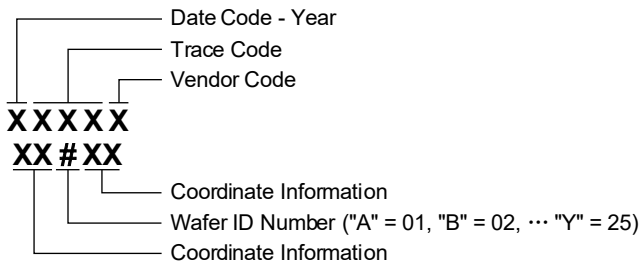 Date Code - Year
Trace Code
Vendor Code
XXXXX
XX#XX
Coordinate Information
Wafer ID Number ("A" = 01, "B" = 02, ··· "Y" = 25)
Coordinate Information